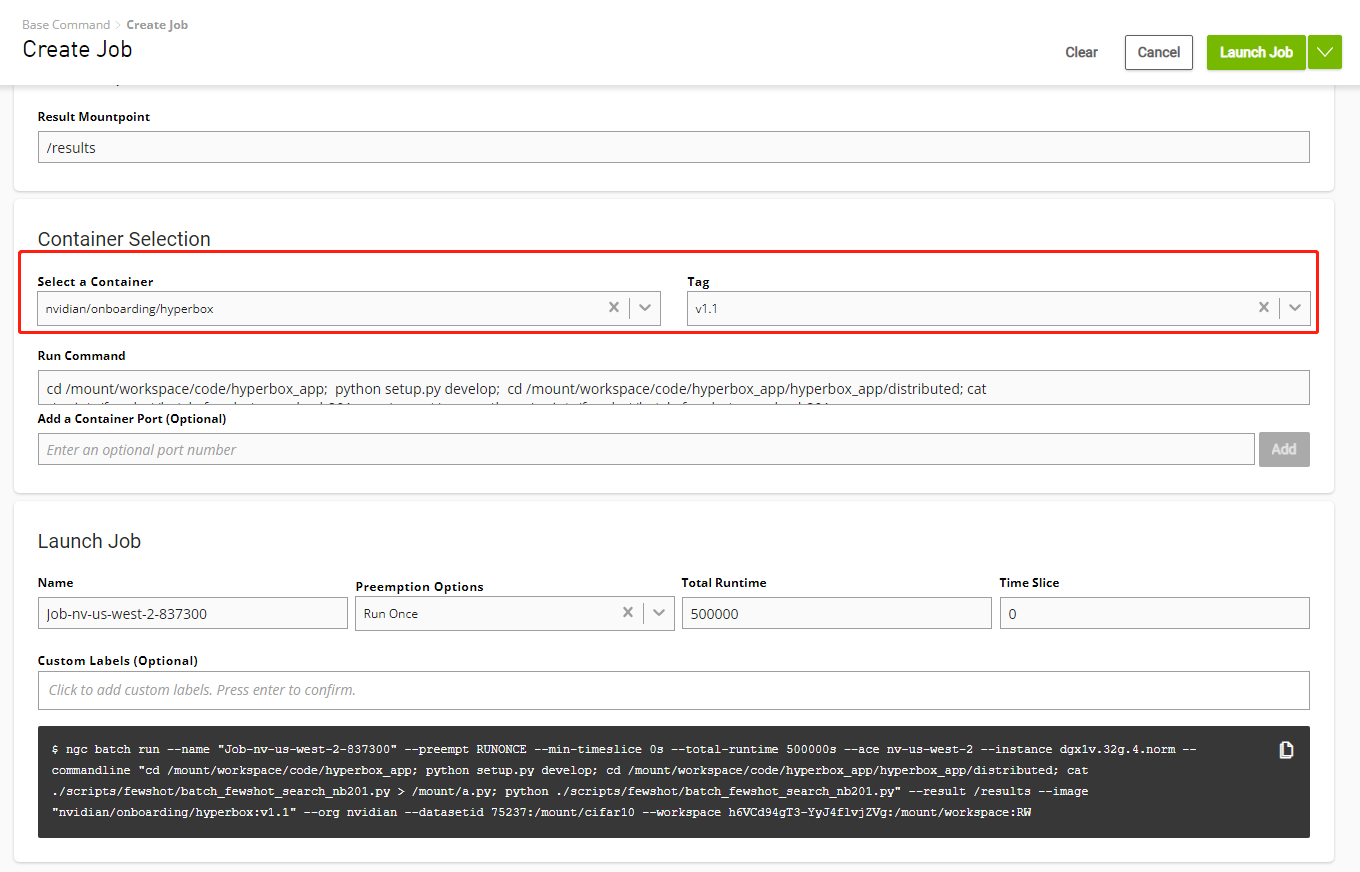 Base Command > Create Job
Create Job
Clear
Cancel
Launch Job
Result Mountpoint
/results
Container Selection
Select a Container
Tag
nvidian/onboarding/hyperbox
v1.1
Run Command
cd /mount/workspace/code/hyperbox_app; python setup.py develop; cd /mount/workspace/code/hyperbox_app/hyperbox_app/distributed; cat
Add a Container Port (Optional)
Enter an optional port number
Add
Launch Job
Name
Preemption Options
Total Runtime
Time Slice
Job-nv-us-west-2-837300
Run Once
500000
0
Custom Labels (Optional)
Click to add custom labels. Press enter to confirm.
$ ngc batch run --name "Job-nv-us-west-2-837300" --preempt RUNONCE --min-timeslice 0s --total-runtime 500000s --ace nv-us-west-2 --instance dgx1v.32g.4.norm --
commandline "cd /mount/workspace/code/hyperbox_app; python setup.py develop; cd /mount/workspace/code/hyperbox_app/hyperbox_app/distributed; cat
./scripts/fewshot/batch_fewshot_search_nb201.py > /mount/a.py; python ./scripts/fewshot/batch_fewshot_search_nb201.py" --result /results --image
"nvidian/onboarding/hyperbox:v1.1" --org nvidian --datasetid 75237:/mount/cifar10 --workspace h6VCd94gT3-YyJ4flvjZVg:/mount/workspace:RW